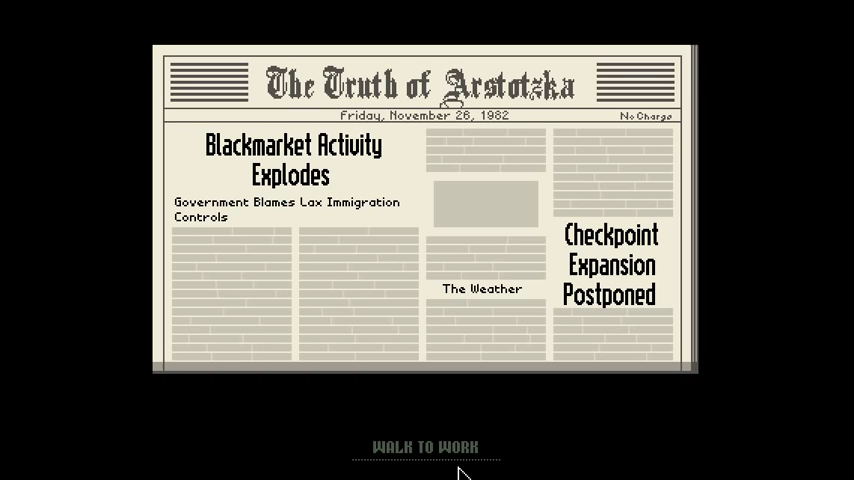 The Truth of Arstotzka
Friday, November 26, 1982
No Charge
Blackmarket Activity
Explodes
Government Blames Lax Immigration
Controls
The Weather
Checkpoint
Expansion
Postponed
WALK TO WORK